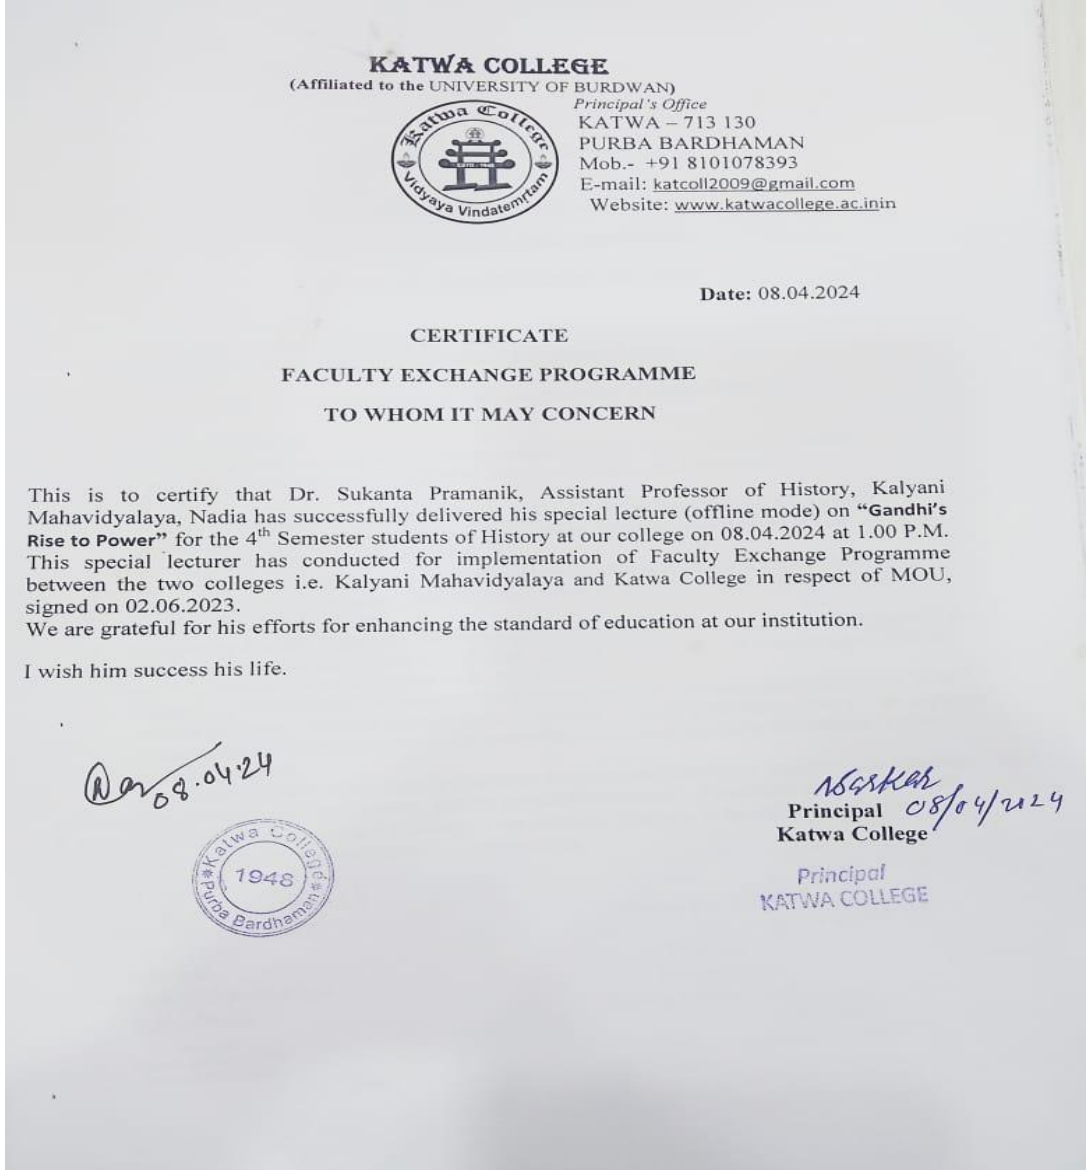 KATWA COLLEGE
(Affiliated to the UNIVERSITY OF BURDWAN)
Katwa College
Vidyaya Vindatemrtam
Principal's Office
KATWA – 713 130
PURBA BARDHAMAN
Mob.- +91 8101078393
E-mail: katcoll2009@gmail.com
Website: www.katwacollege.ac.inin
Date: 08.04.2024
CERTIFICATE
FACULTY EXCHANGE PROGRAMME
TO WHOM IT MAY CONCERN
This is to certify that Dr. Sukanta Pramanik, Assistant Professor of History, Kalyani
Mahavidyalaya, Nadia has successfully delivered his special lecture (offline mode) on “Gandhi's
Rise to Power” for the 4th Semester students of History at our college on 08.04.2024 at 1.00 P.M.
This special lecturer has conducted for implementation of Faculty Exchange Programme
between the two colleges i.e. Kalyani Mahavidyalaya and Katwa College in respect of MOU,
signed on 02.06.2023.
We are grateful for his efforts for enhancing the standard of education at our institution.
I wish him success his life.
08.04.24
Katwa College
1948
Purba Bardhaman
Principal 08/04/2024
Katwa College
Principal
KATWA COLLEGE